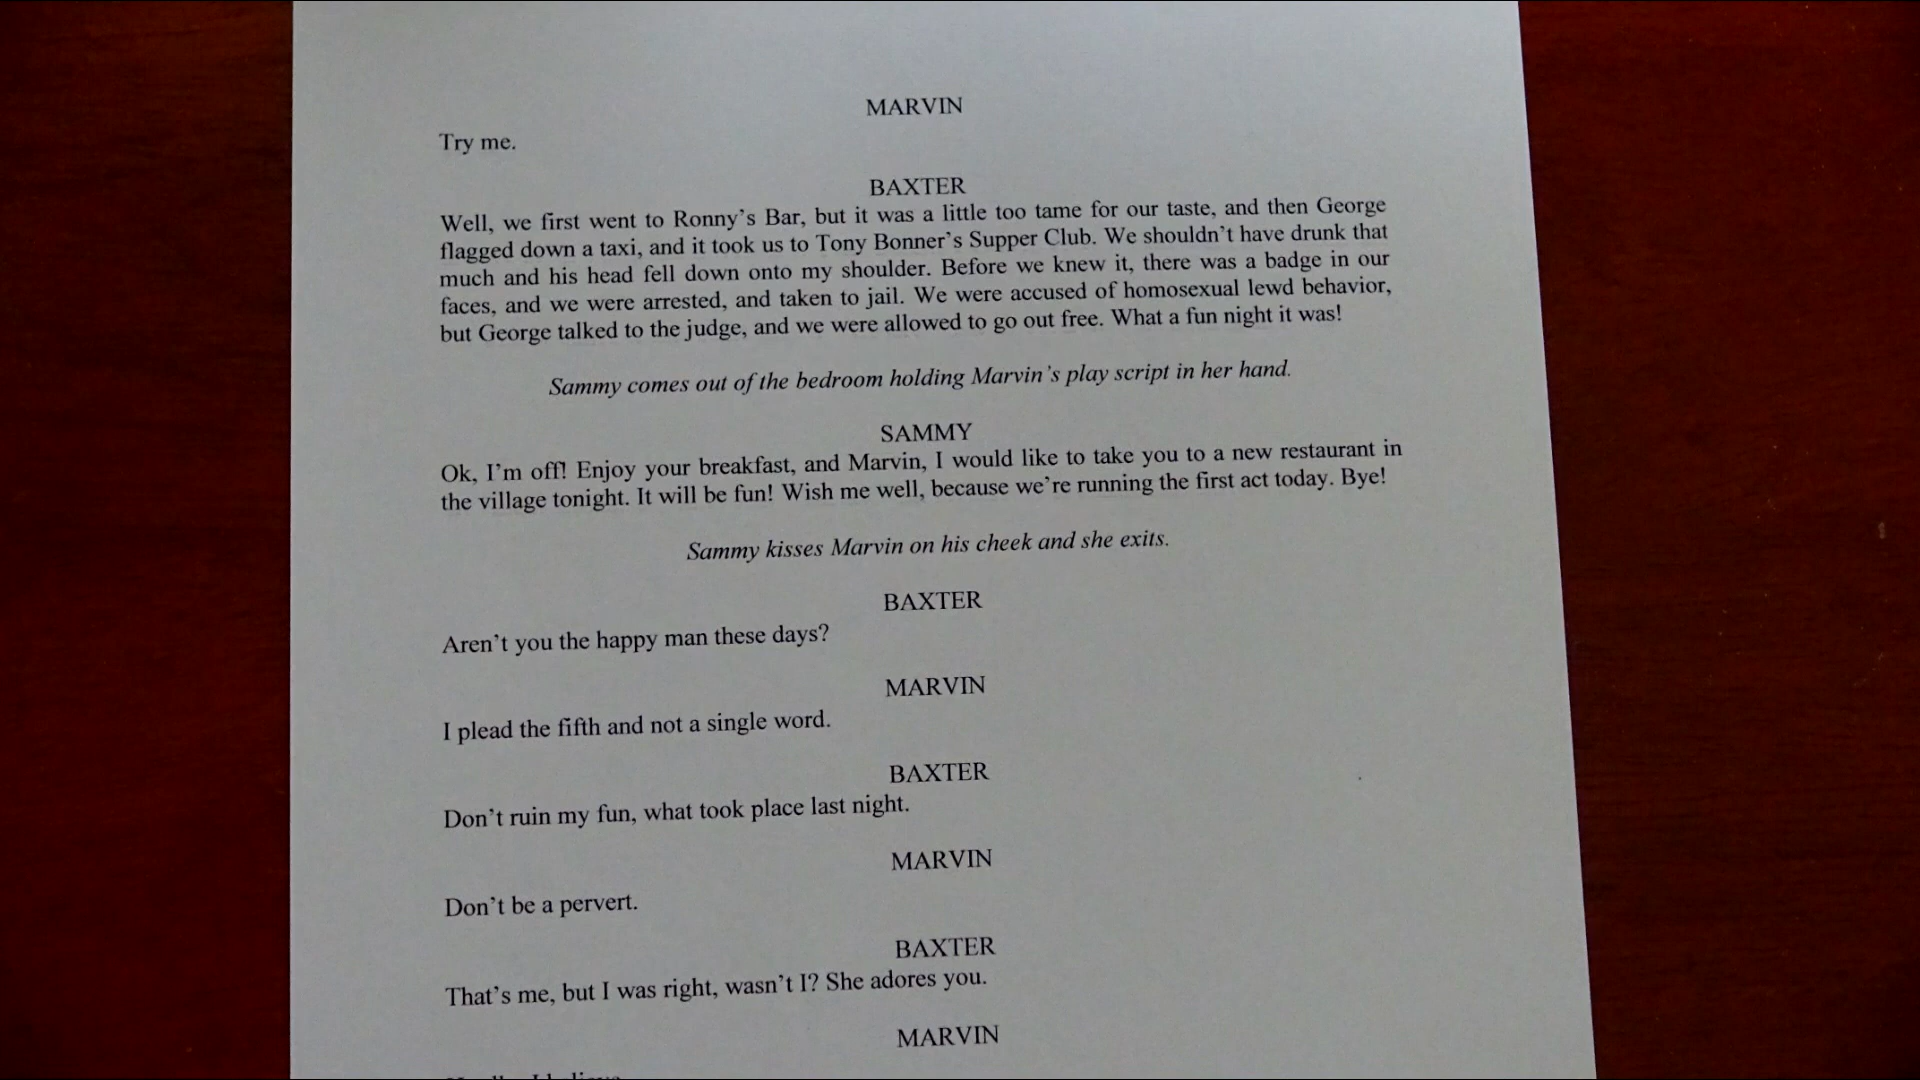 MARVIN
Try me.
BAXTER
Well, we first went to Ronny's Bar, but it was a little too tame for our taste, and then George
flagged down a taxi, and it took us to Tony Bonner's Supper Club. We shouldn't have drunk that
much and his head fell down onto my shoulder. Before we knew it, there was a badge in our
faces, and we were arrested, and taken to jail. We were accused of homosexual lewd behavior,
but George talked to the judge, and we were allowed to go out free. What a fun night it was!
Sammy comes out of the bedroom holding Marvin's play script in her hand.
SAMMY
Ok, I'm off! Enjoy your breakfast, and Marvin, I would like to take you to a new restaurant in
the village tonight. It will be fun! Wish me well, because we're running the first act today. Bye!
Sammy kisses Marvin on his cheek and she exits.
BAXTER
Aren't you the happy man these days?
MARVIN
I plead the fifth and not a single word.
BAXTER
Don't ruin my fun, what took place last night.
MARVIN
Don't be a pervert.
BAXTER
That's me, but I was right, wasn't I? She adores you.
MARVIN